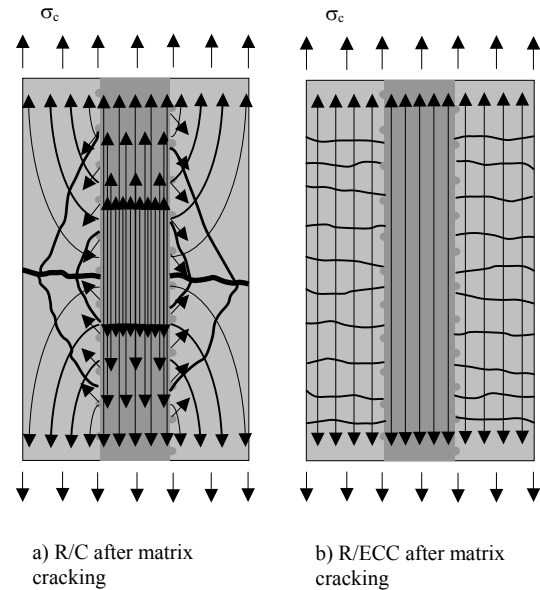 σc
σc
a) R/C after matrix
cracking
b) R/ECC after matrix
cracking